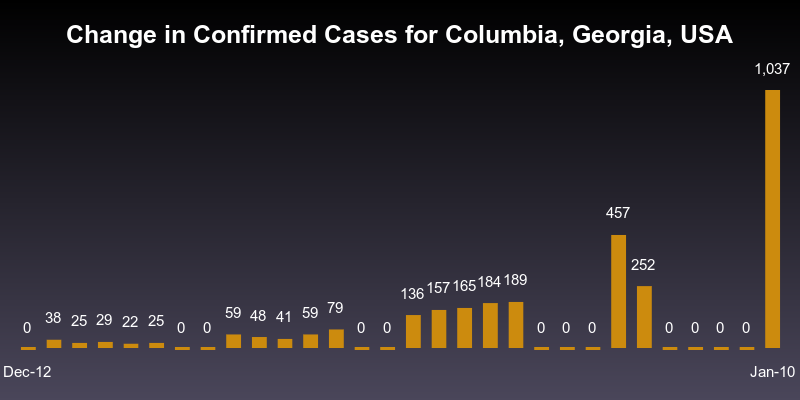 Change in Confirmed Cases for Columbia, Georgia, USA
0 38 25 29 22 25 0 0 59 48 41 59 79 0 0 136 157 165 184 189 0 0 0 457 252 0 0 0 0 1,037
Dec-12 Jan-10